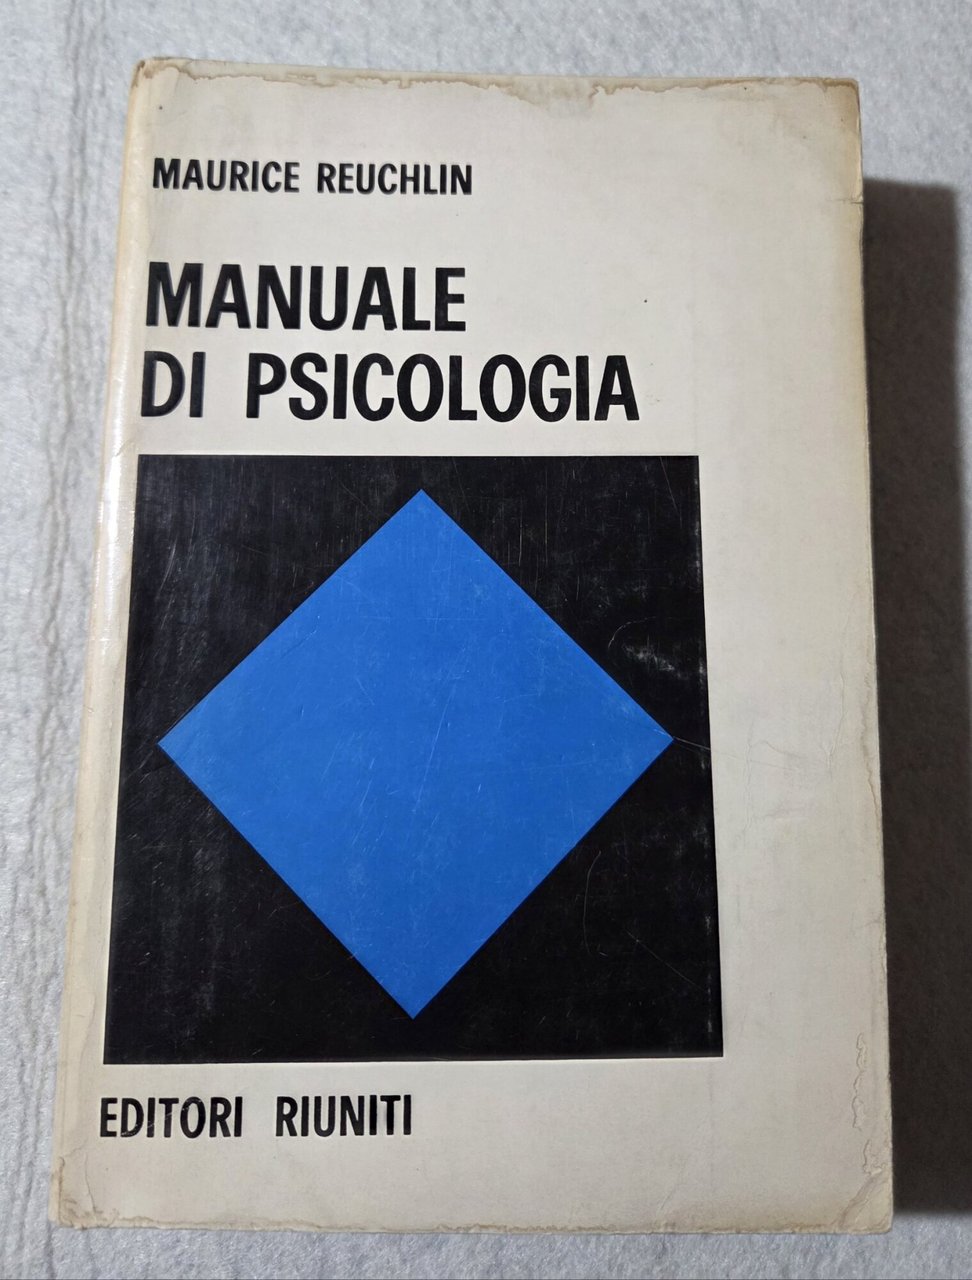 MAURICE REUCHLIN
MANUALE
DI PSICOLOGIA
EDITORI RIUNITI